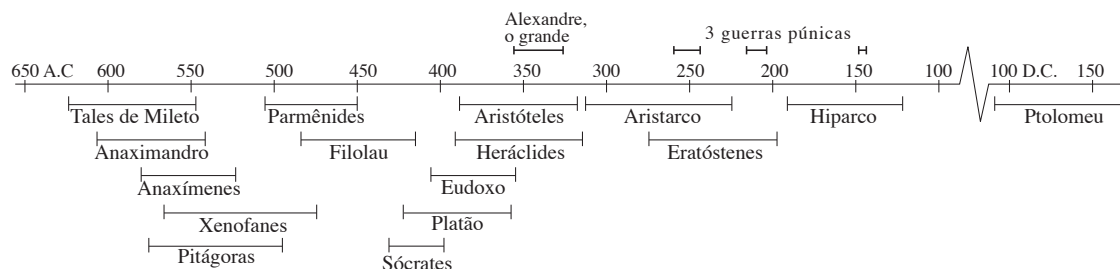 Alexandre,
o grande
3 guerras púnicas
650 A.C 600 550 500 450 400 350 300 250 200 150 100 100 D.C. 150
Tales de Mileto Parmênides Aristóteles Aristarco Hiparco Ptolomeu
Anaximandro Filolau Heráclides Eratóstenes
Anaxímenes Eudoxo
Xenofanes Platão
Pitágoras Sócrates